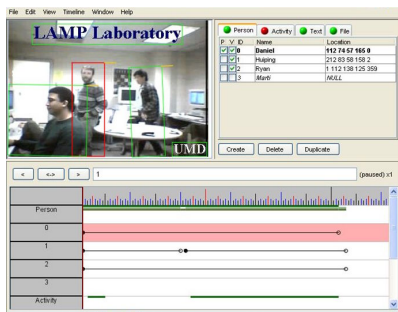 File Edit View Timeline Window Help
LAMP Laboratory
UMD
Person Activity Text File
P V ID Name Location
0 Daniel 112 74 57 165 0
1 Huiping 212 83 58 158 2
2 Ryan 1 112 138 125 359
3 Marti NULL
Create Delete Duplicate
< <-> > 1 (paused) x1
Person
0
1
2
3
Activity